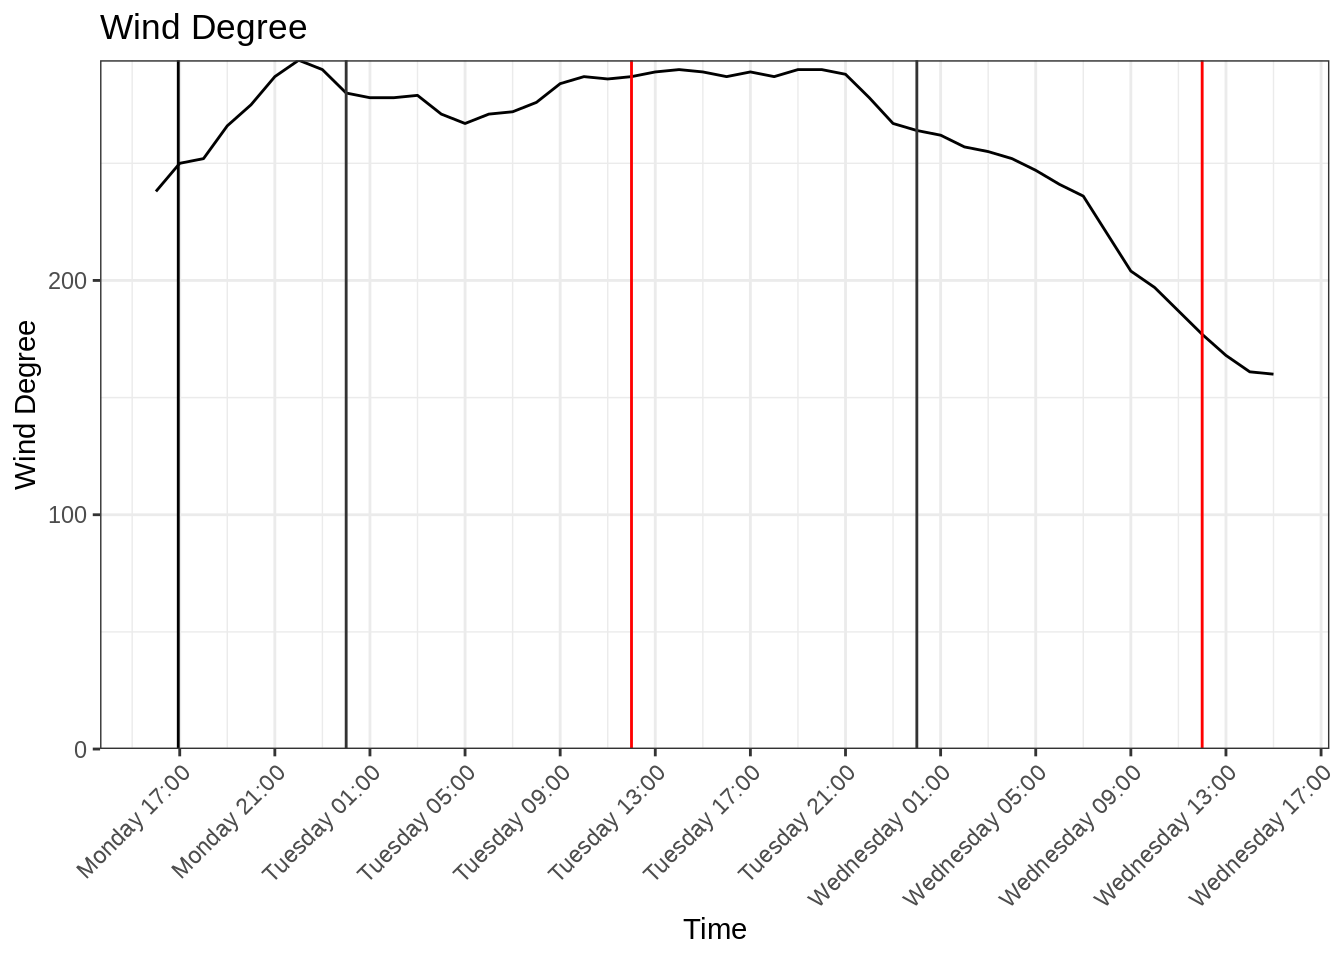 Wind Degree
Wind Degree
200
100
0
Monday 17:00
Monday 21:00
Tuesday 01:00
Tuesday 05:00
Tuesday 09:00
Tuesday 13:00
Tuesday 17:00
Tuesday 21:00
Wednesday 01:00
Wednesday 05:00
Wednesday 09:00
Wednesday 13:00
Wednesday 17:00
Time